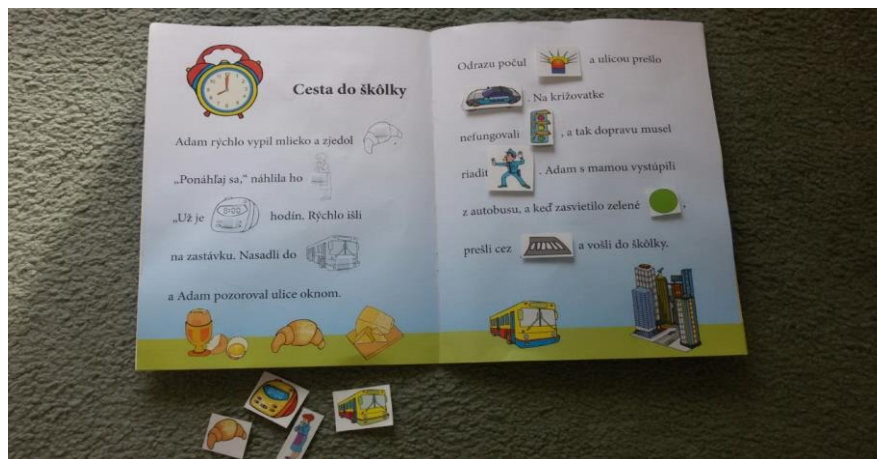 Cesta do škôlky
Adam rýchlo vypil mlieko a zjedol .
„Ponáhľaj sa,“ náhlila ho
„Už je 8:00 hodín. Rýchlo išli
na zastávku. Nasadli do
a Adam pozoroval ulice oknom.
Odrazu počul a ulicou prešlo
. Na križovatke
nefungovali , a tak dopravu musel
riadiť . Adam s mamou vystúpili
z autobusu, a keď zasvietilo zelené ,
prešli cez a vošli do škôlky.